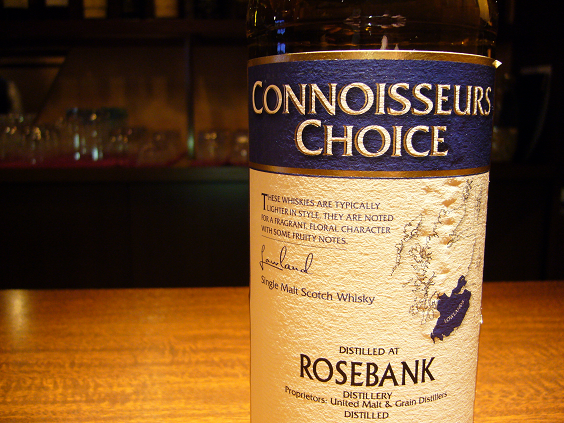 CONNOISSEURS
CHOICE
THESE WHISKIES ARE TYPICALLY
LIGHTER IN STYLE. THEY ARE NOTED
FOR A FRAGRANT, FLORAL CHARACTER
WITH SOME FRUITY NOTES.
Lowland
Single Malt Scotch Whisky
LOWLANDS
DISTILLED AT
ROSEBANK
DISTILLERY
Proprietors: United Malt & Grain Distillers
DISTILLED